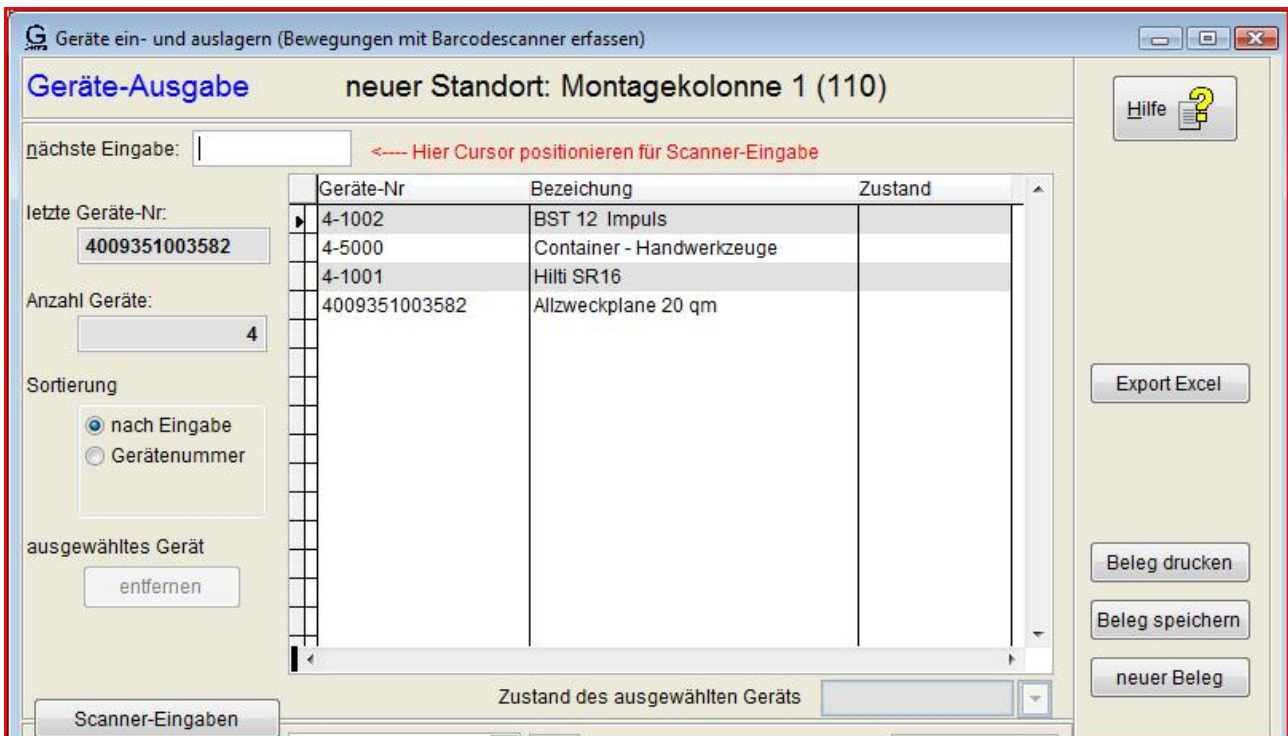 Geräte ein- und auslagern (Bewegungen mit Barcodescanner erfassen)
Geräte-Ausgabe neuer Standort: Montagekolonne 1 (110)
Hilfe
nächste Eingabe: <---- Hier Cursor positionieren für Scanner-Eingabe
Geräte-Nr Bezeichung Zustand
letzte Geräte-Nr:
4009351003582
4-1002 BST 12 Impuls
4-5000 Container - Handwerkzeuge
4-1001 Hilti SR16
4009351003582 Allzweckplane 20 qm
Anzahl Geräte:
4
Sortierung
nach Eingabe
Gerätenummer
ausgewähltes Gerät
entfernen
Export Excel
Beleg drucken
Beleg speichern
neuer Beleg
Zustand des ausgewählten Geräts
Scanner-Eingaben